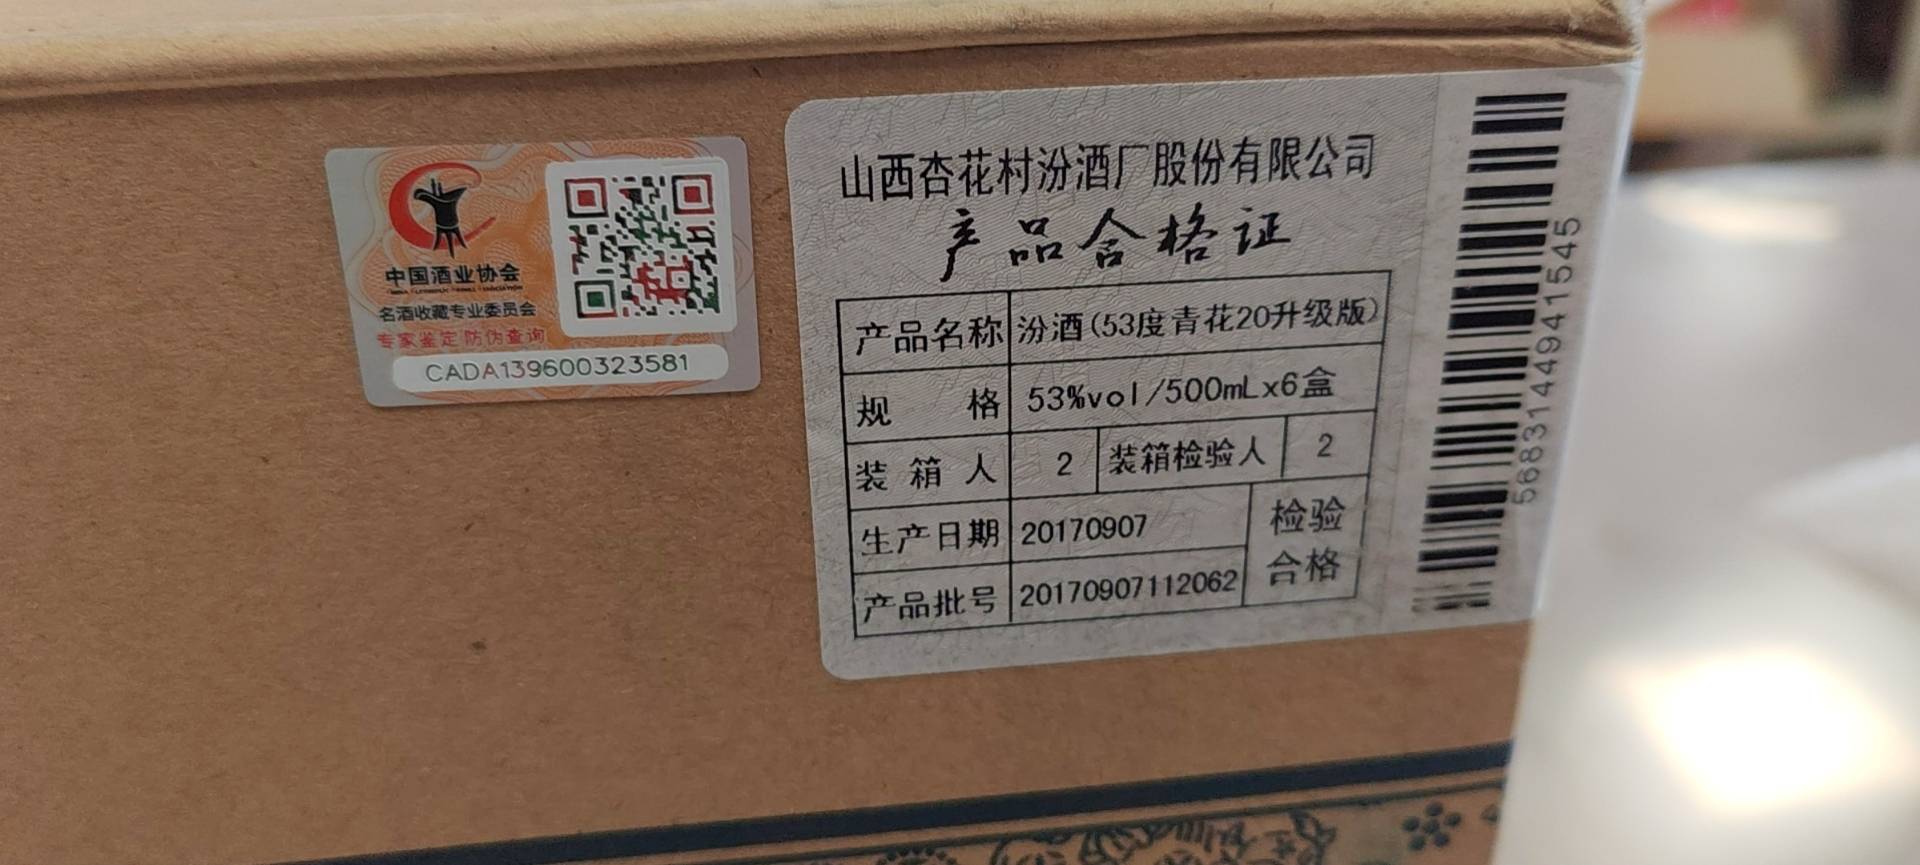 中国酒业协会
名酒收藏专业委员会
专家鉴定 防伪查询
CADA139600323581
山西杏花村汾酒厂股份有限公司
产品合格证
产品名称 汾酒(53度青花20升级版)
规 格 53%vol/500mLx6盒
装箱人 2 装箱检验人 2
生产日期 20170907
产品批号 20170907112062
检验
合格
5683144941545